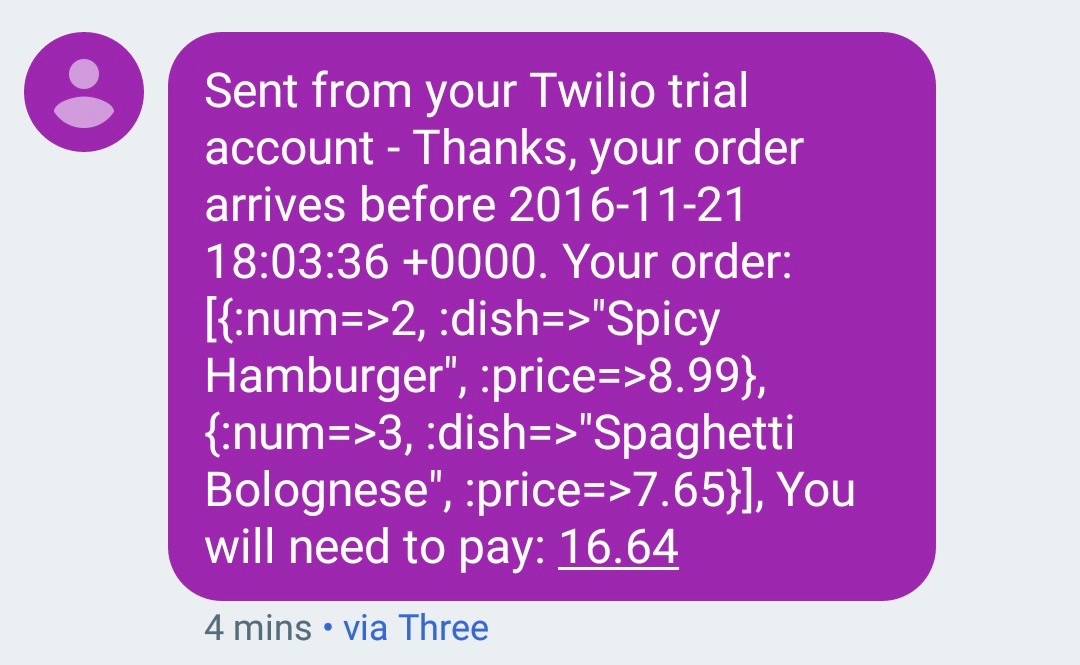 Sent from your Twilio trial
account - Thanks, your order
arrives before 2016-11-21
18:03:36 +0000. Your order:
[{:num=>2, :dish=>"Spicy
Hamburger", :price=>8.99},
{:num=>3, :dish=>"Spaghetti
Bolognese", :price=>7.65}], You
will need to pay: 16.64
4 mins • via Three